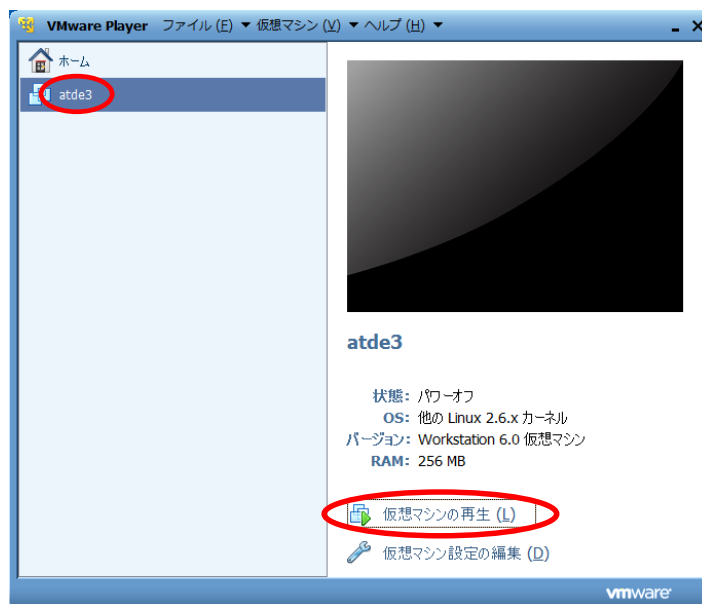 VMware Player ファイル(F) ▼ 仮想マシン(V) ▼ ヘルプ(H) ▼
ホーム
atde3
atde3
状態: パワーオフ
OS: 他の Linux 2.6.x カーネル
バージョン: Workstation 6.0 仮想マシン
RAM: 256 MB
仮想マシンの再生(L)
仮想マシン設定の編集(D)
vmware